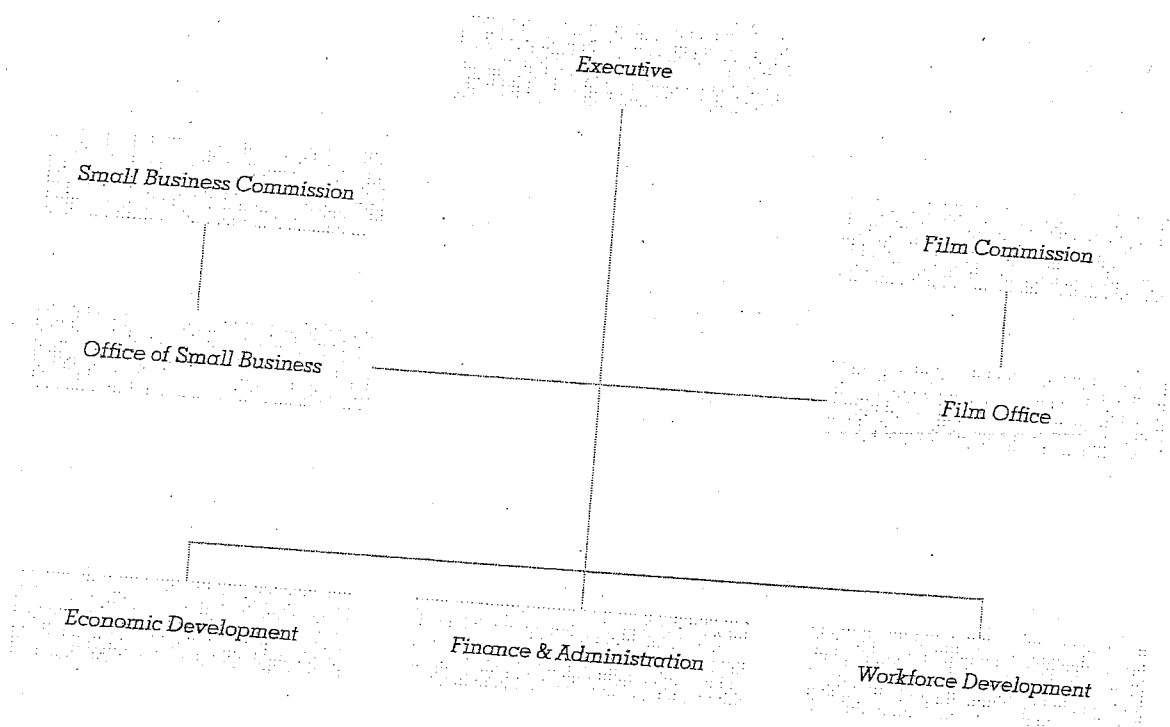 Executive
Small Business Commission
Film Commission
Office of Small Business
Film Office
Economic Development
Finance & Administration
Workforce Development